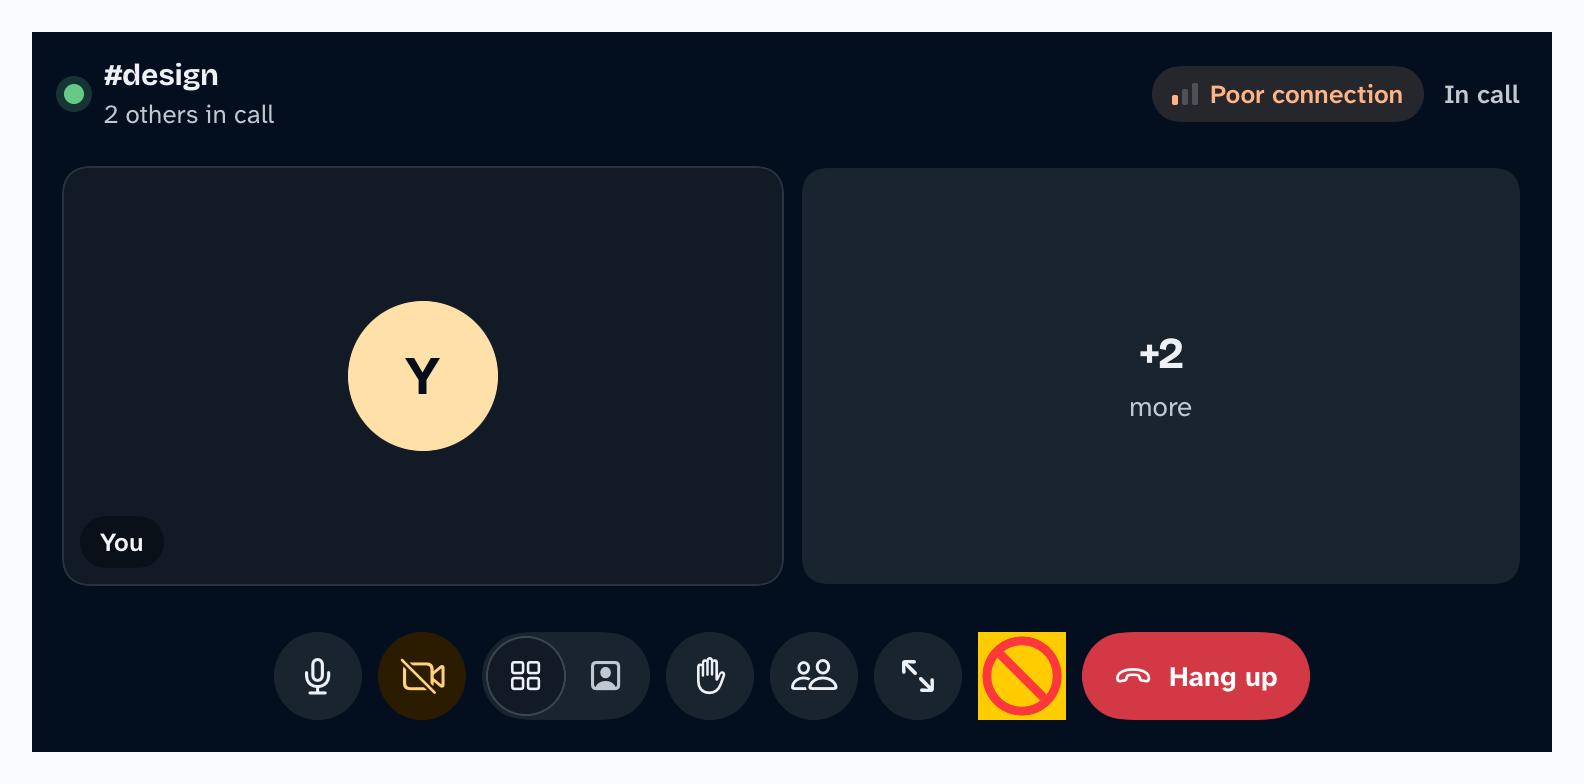 #design
2 others in call
Poor connection
In call
Y
You
+2
more
Hang up